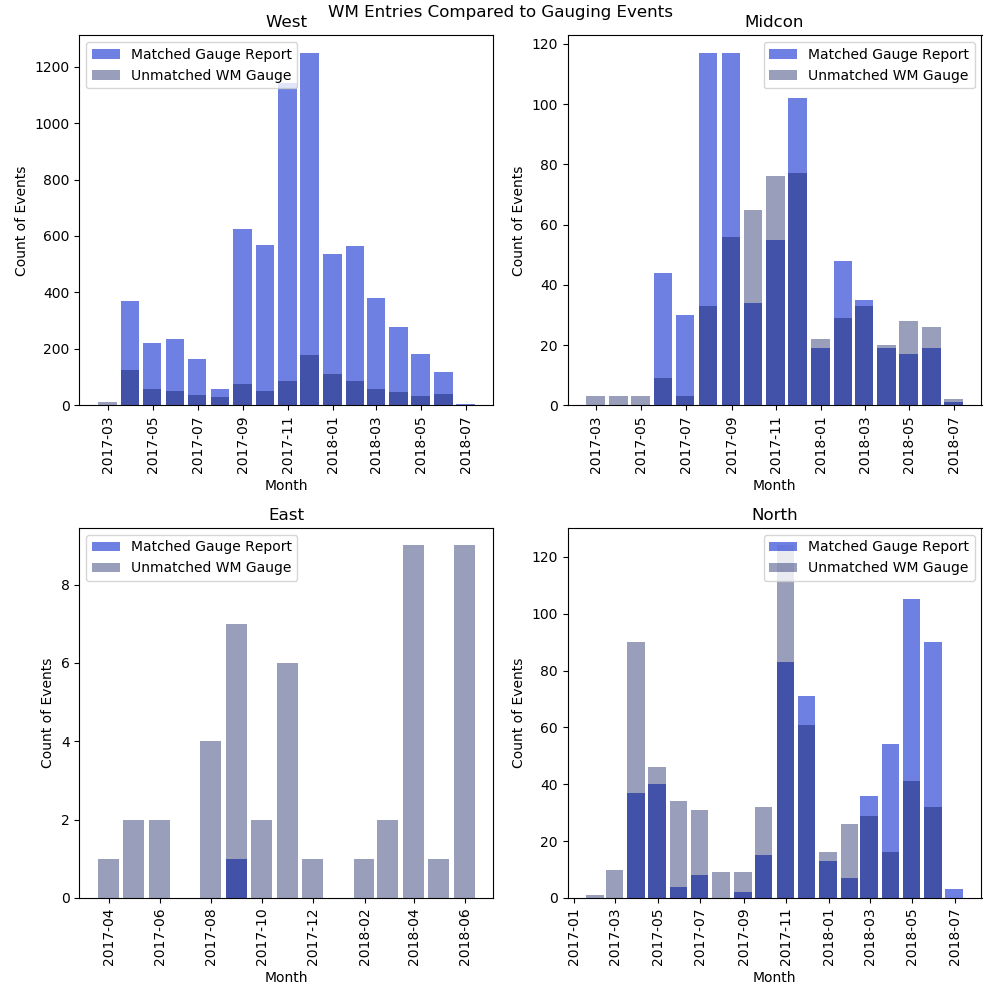 WM Entries Compared to Gauging Events
West
Matched Gauge Report
Unmatched WM Gauge
Count of Events
0
200
400
600
800
1000
1200
2017-03
2017-05
2017-07
2017-09
2017-11
2018-01
2018-03
2018-05
2018-07
Month
Midcon
Matched Gauge Report
Unmatched WM Gauge
Count of Events
0
20
40
60
80
100
120
2017-03
2017-05
2017-07
2017-09
2017-11
2018-01
2018-03
2018-05
2018-07
Month
East
Matched Gauge Report
Unmatched WM Gauge
Count of Events
0
2
4
6
8
2017-04
2017-06
2017-08
2017-10
2017-12
2018-02
2018-04
2018-06
Month
North
Matched Gauge Report
Unmatched WM Gauge
Count of Events
0
20
40
60
80
100
120
2017-01
2017-03
2017-05
2017-07
2017-09
2017-11
2018-01
2018-03
2018-05
2018-07
Month